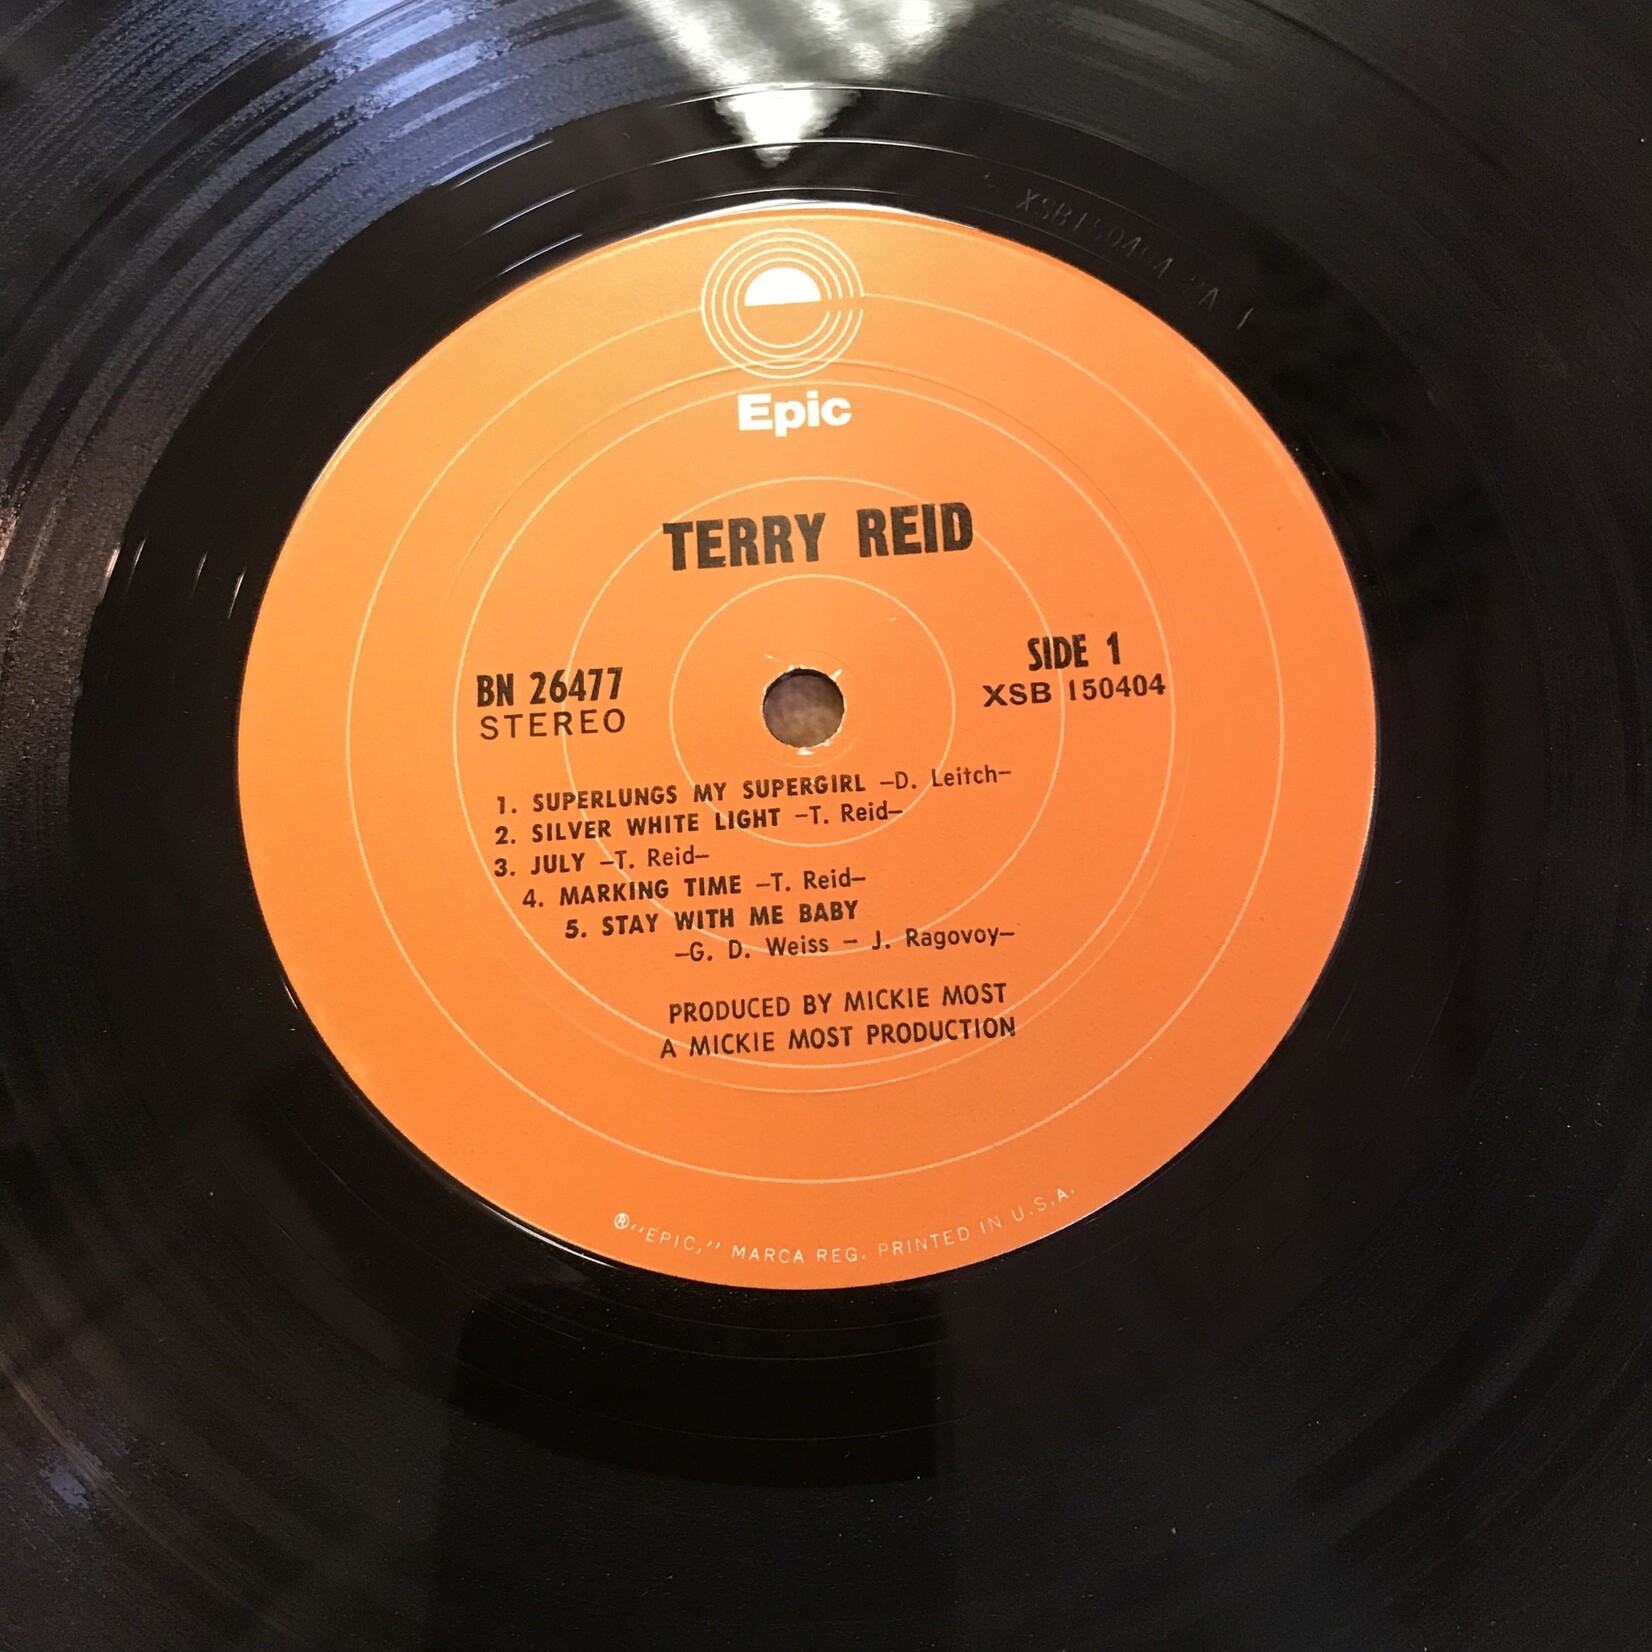 XSB150404 "A 1
Epic
TERRY REID
BN 26477
STEREO
SIDE 1
XSB 150404
1. SUPERLUNGS MY SUPERGIRL –D. Leitch–
2. SILVER WHITE LIGHT –T. Reid–
3. JULY –T. Reid–
4. MARKING TIME –T. Reid–
5. STAY WITH ME BABY
–G. D. Weiss – J. Ragovoy–
PRODUCED BY MICKIE MOST
A MICKIE MOST PRODUCTION
®"EPIC," MARCA REG. PRINTED IN U.S.A.